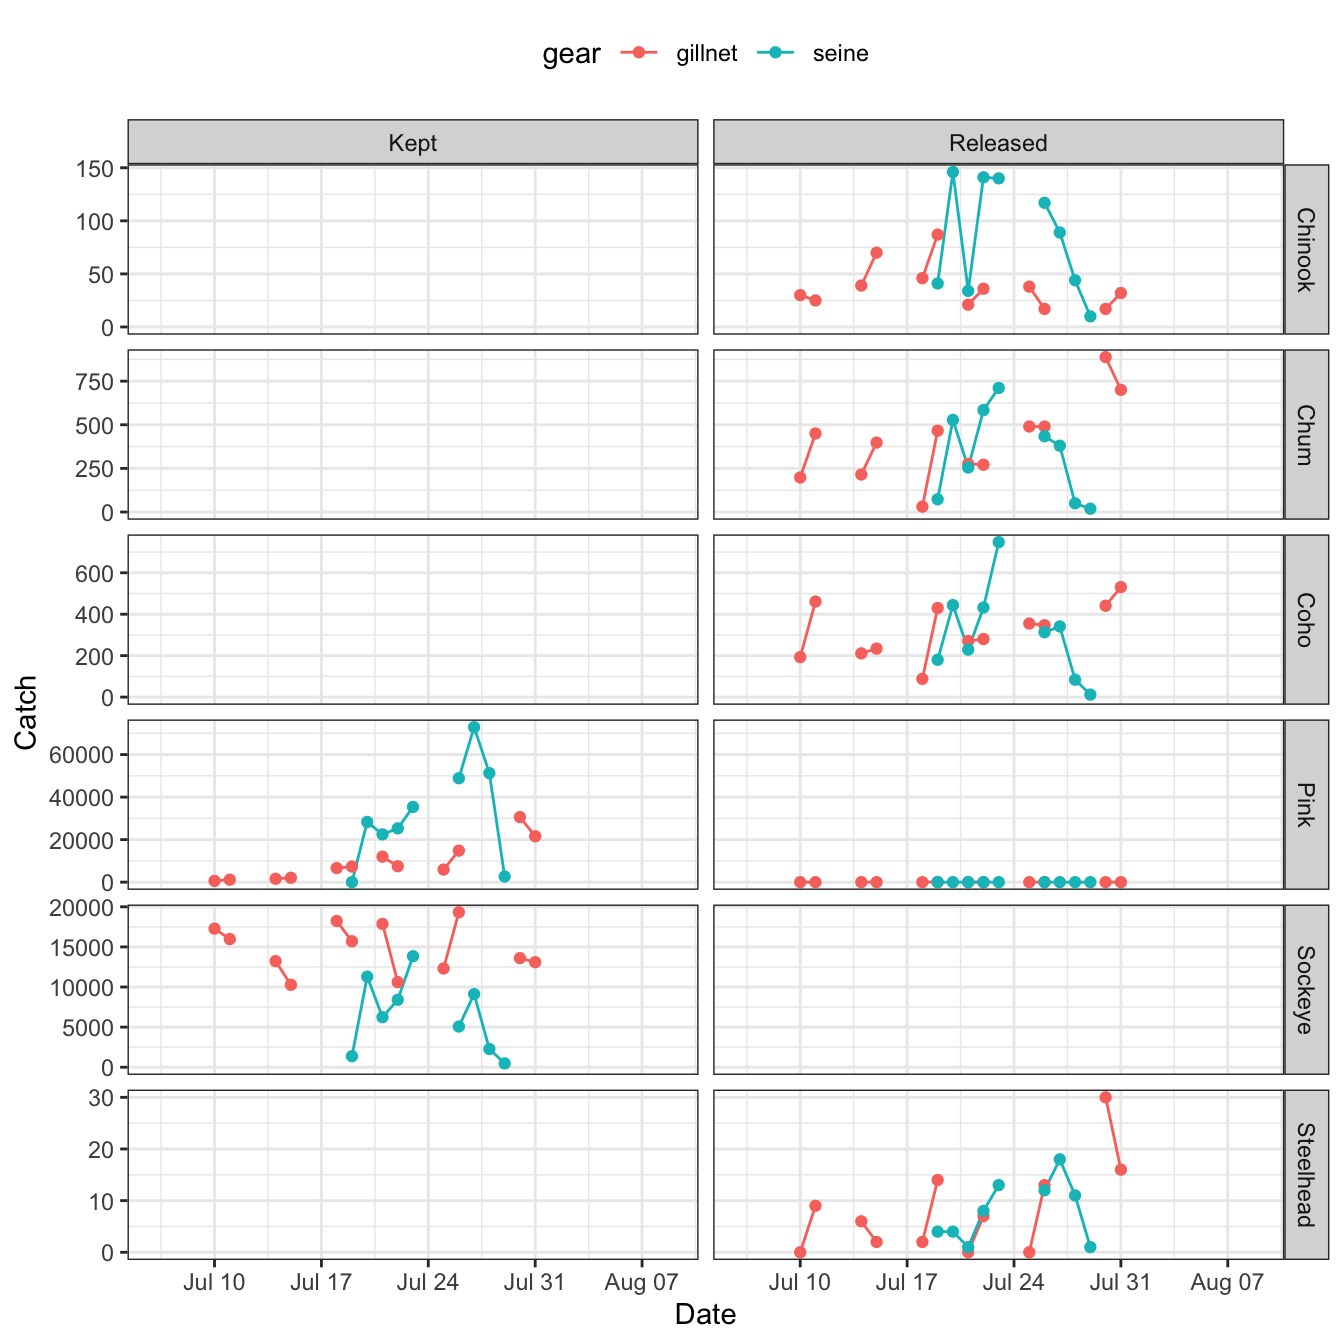 gear gillnet seine
Kept Released
150
100
50
0
Chinook
750
500
250
0
Chum
600
400
200
0
Coho
Catch
60000
40000
20000
0
Pink
20000
15000
10000
5000
0
Sockeye
30
20
10
0
Steelhead
Jul 10 Jul 17 Jul 24 Jul 31 Aug 07 Jul 10 Jul 17 Jul 24 Jul 31 Aug 07
Date